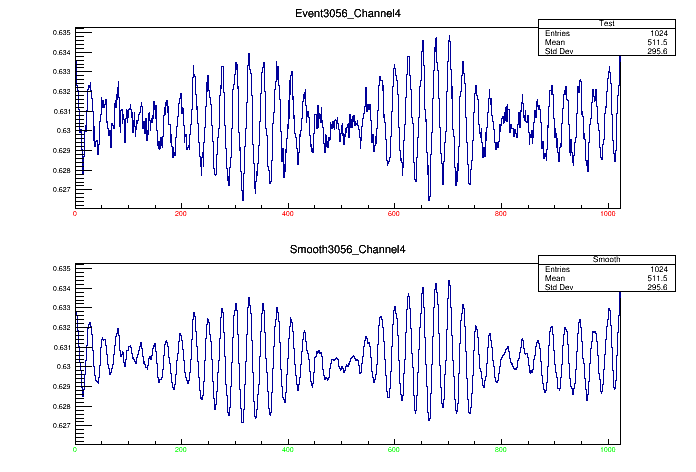 Event3056_Channel4
Test
Entries 1024
Mean 511.5
Std Dev 295.6
0.635
0.634
0.633
0.632
0.631
0.63
0.629
0.628
0.627
0 200 400 600 800 1000
Smooth3056_Channel4
Smooth
Entries 1024
Mean 511.5
Std Dev 295.6
0.635
0.634
0.633
0.632
0.631
0.63
0.629
0.628
0.627
0 200 400 600 800 1000